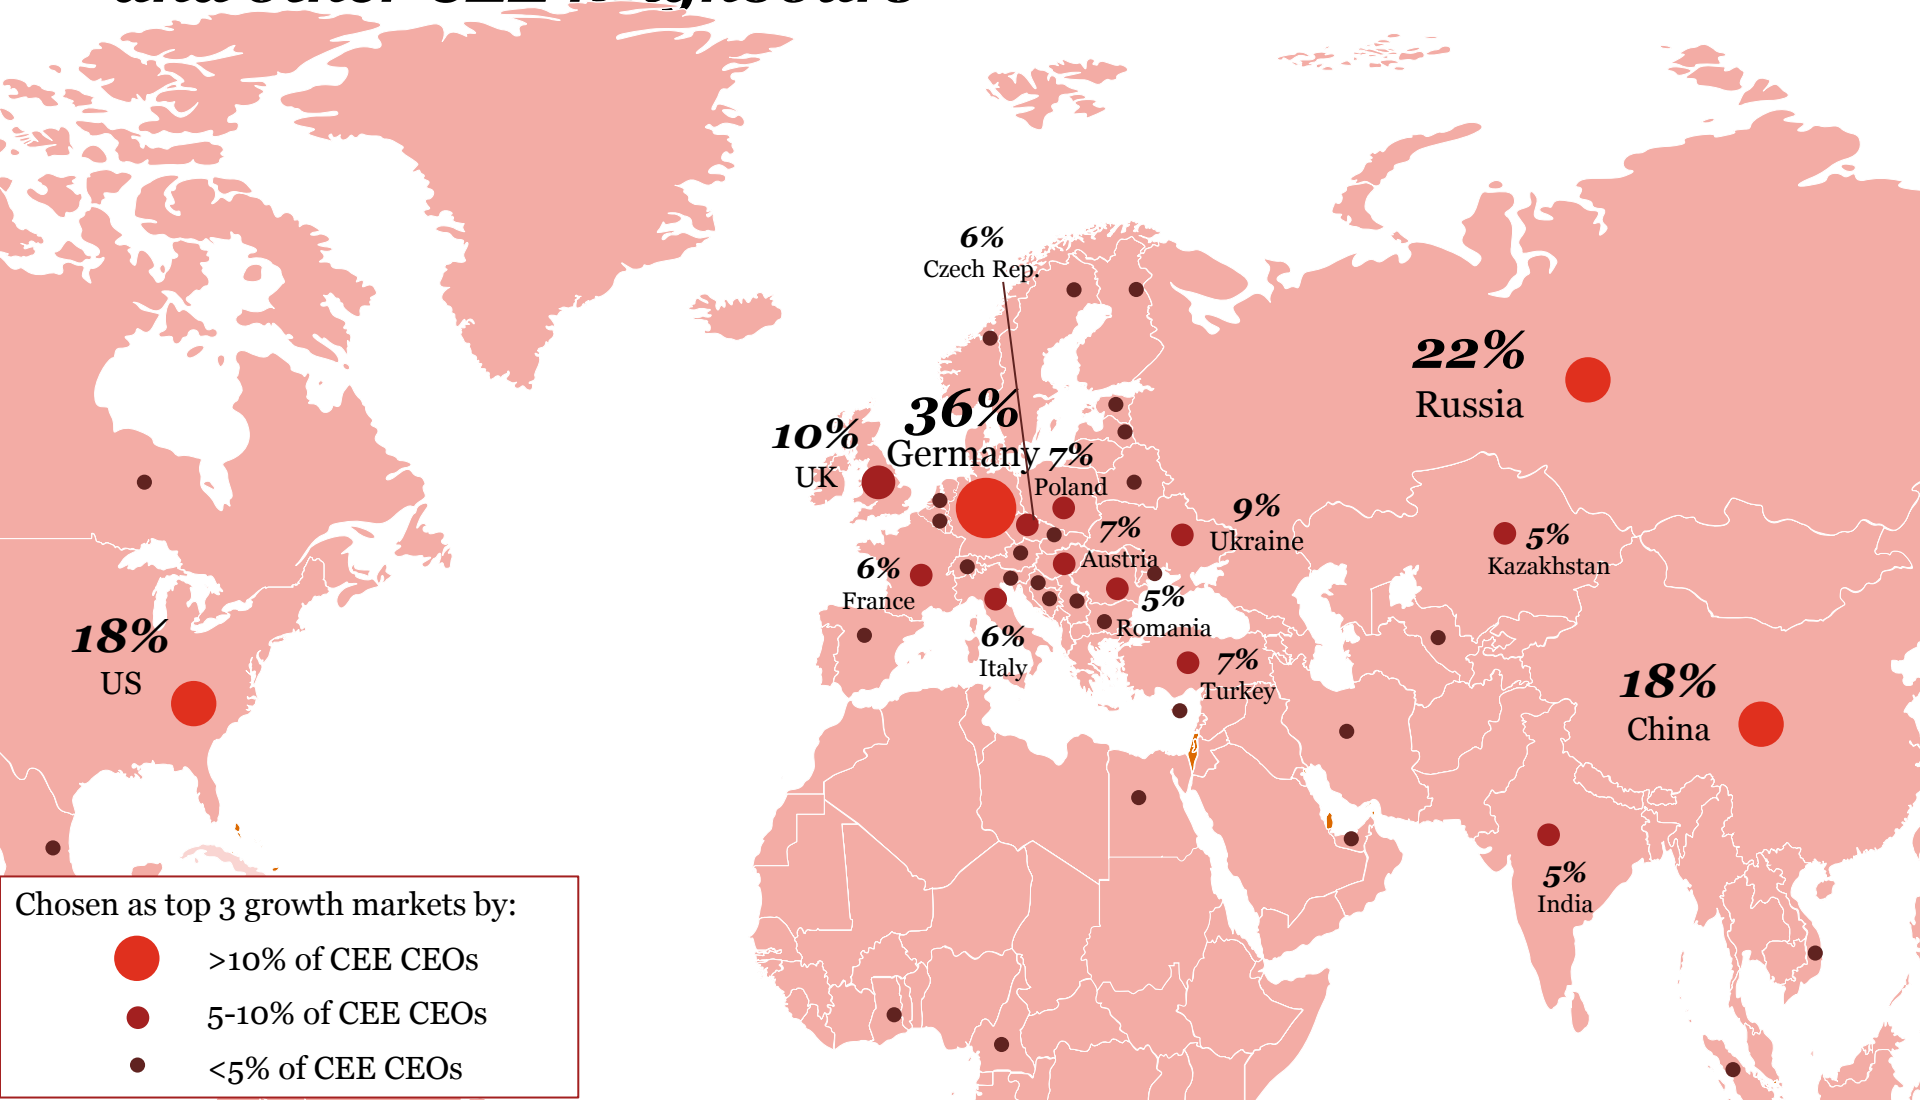 6%
Czech Rep.
22%
Russia
36%
Germany
10%
UK
7%
Poland
9%
Ukraine
7%
Austria
5%
Kazakhstan
6%
France
5%
Romania
6%
Italy
7%
Turkey
18%
US
18%
China
5%
India
Chosen as top 3 growth markets by:
>10% of CEE CEOs
5-10% of CEE CEOs
<5% of CEE CEOs